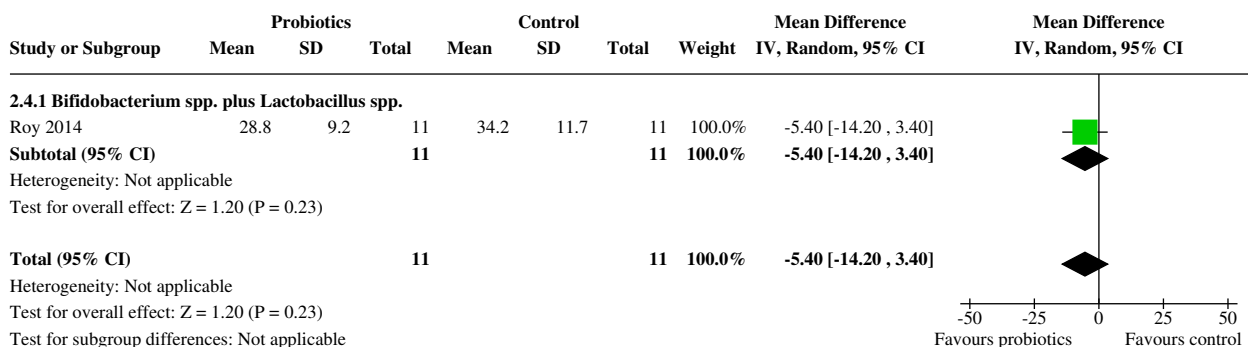 Probiotics Control Mean Difference Mean Difference
Study or Subgroup Mean SD Total Mean SD Total Weight IV, Random, 95% CI IV, Random, 95% CI
2.4.1 Bifidobacterium spp. plus Lactobacillus spp.
Roy 2014 28.8 9.2 11 34.2 11.7 11 100.0% -5.40 [-14.20 , 3.40]
Subtotal (95% CI) 11 11 100.0% -5.40 [-14.20 , 3.40]
Heterogeneity: Not applicable
Test for overall effect: Z = 1.20 (P = 0.23)
Total (95% CI) 11 11 100.0% -5.40 [-14.20 , 3.40]
Heterogeneity: Not applicable
Test for overall effect: Z = 1.20 (P = 0.23)
-50 -25 0 25 50
Test for subgroup differences: Not applicable Favours probiotics Favours control